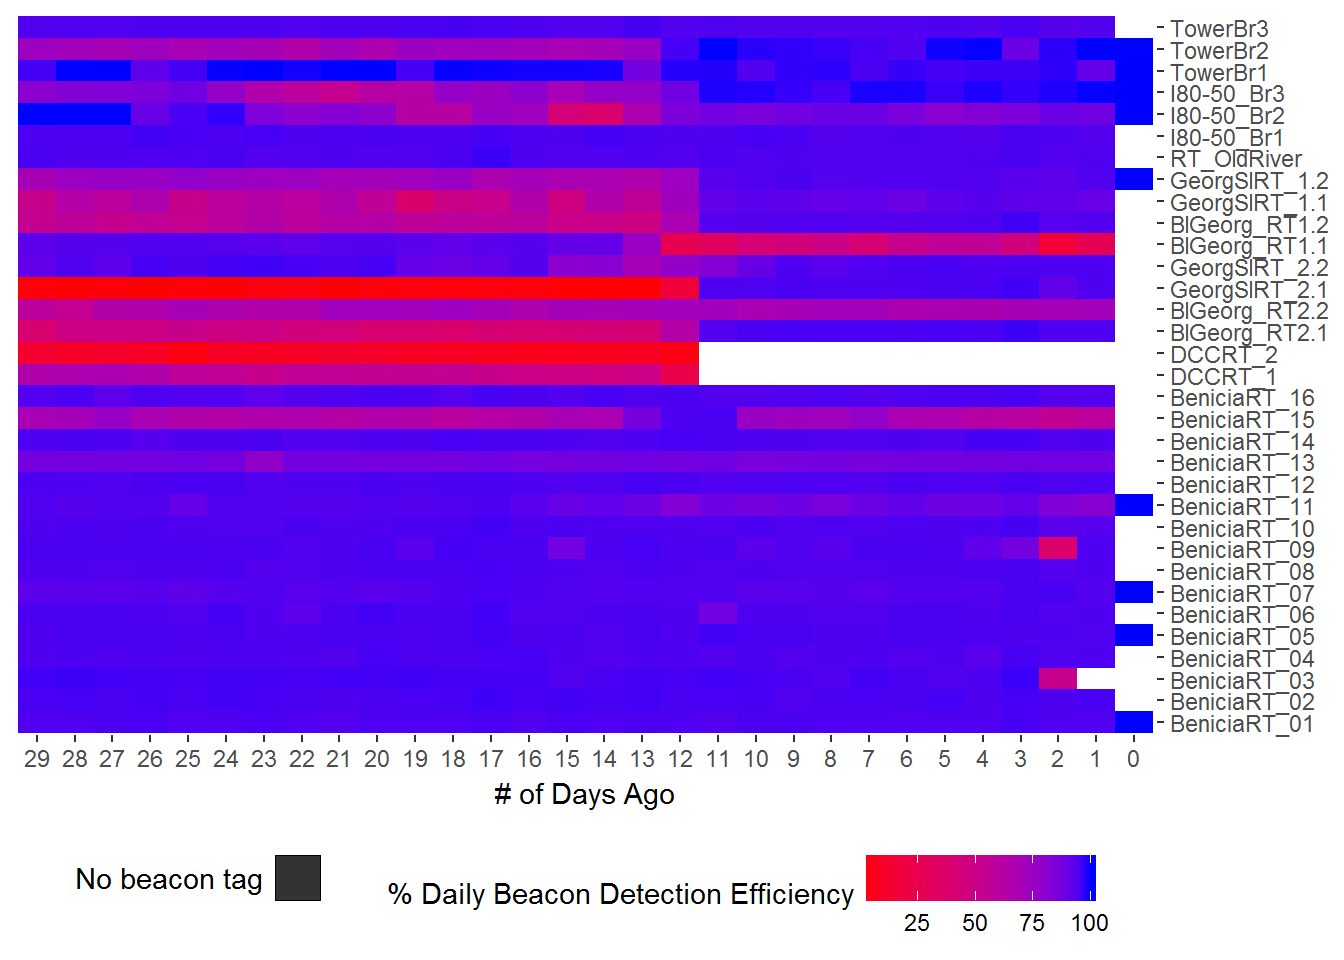 TowerBr3
TowerBr2
TowerBr1
I80-50_Br3
I80-50_Br2
I80-50_Br1
RT_OldRiver
GeorgSlRT_1.2
GeorgSlRT_1.1
BlGeorg_RT1.2
BlGeorg_RT1.1
GeorgSlRT_2.2
GeorgSlRT_2.1
BlGeorg_RT2.2
BlGeorg_RT2.1
DCCRT_2
DCCRT_1
BeniciaRT_16
BeniciaRT_15
BeniciaRT_14
BeniciaRT_13
BeniciaRT_12
BeniciaRT_11
BeniciaRT_10
BeniciaRT_09
BeniciaRT_08
BeniciaRT_07
BeniciaRT_06
BeniciaRT_05
BeniciaRT_04
BeniciaRT_03
BeniciaRT_02
BeniciaRT_01
29 28 27 26 25 24 23 22 21 20 19 18 17 16 15 14 13 12 11 10 9 8 7 6 5 4 3 2 1 0
# of Days Ago
No beacon tag
% Daily Beacon Detection Efficiency
25 50 75 100